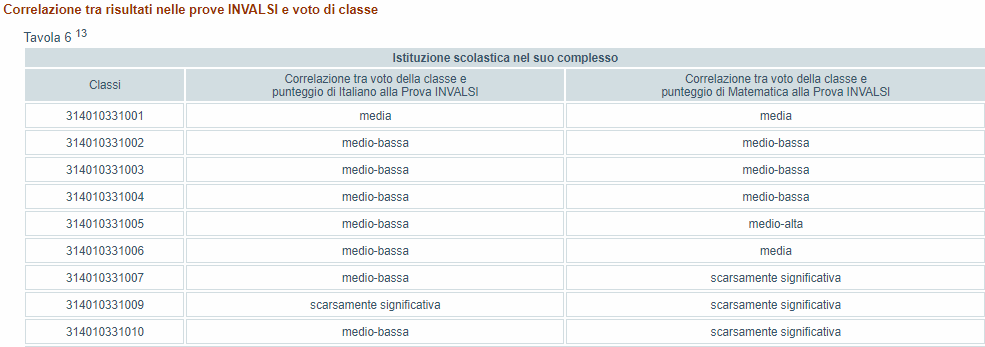 Correlazione tra risultati nelle prove INVALSI e voto di classe
Tavola 6 13
Istituzione scolastica nel suo complesso
Classi
Correlazione tra voto della classe e
punteggio di Italiano alla Prova INVALSI
Correlazione tra voto della classe e
punteggio di Matematica alla Prova INVALSI
314010331001 media media
314010331002 medio-bassa medio-bassa
314010331003 medio-bassa medio-bassa
314010331004 medio-bassa medio-bassa
314010331005 medio-bassa medio-alta
314010331006 medio-bassa media
314010331007 medio-bassa scarsamente significativa
314010331009 scarsamente significativa scarsamente significativa
314010331010 medio-bassa scarsamente significativa